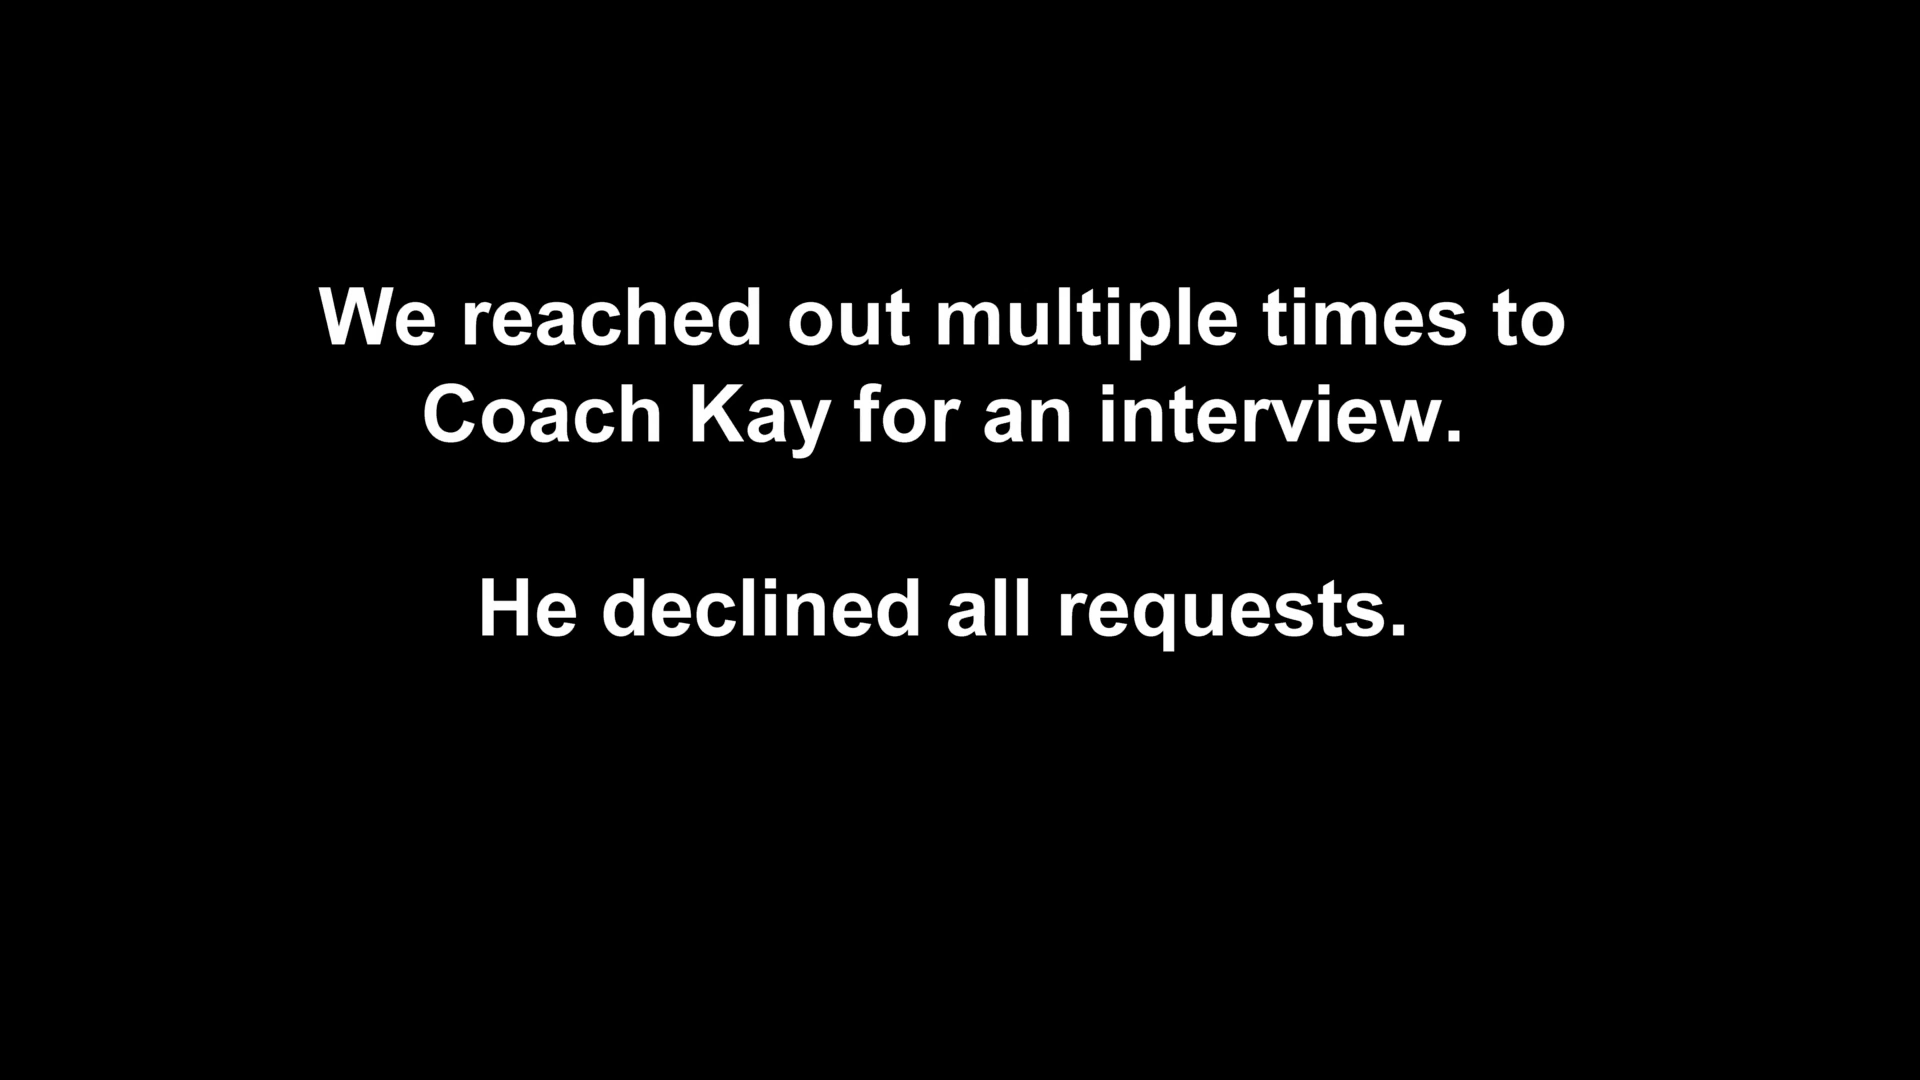 We reached out multiple times to
Coach Kay for an interview.
He declined all requests.